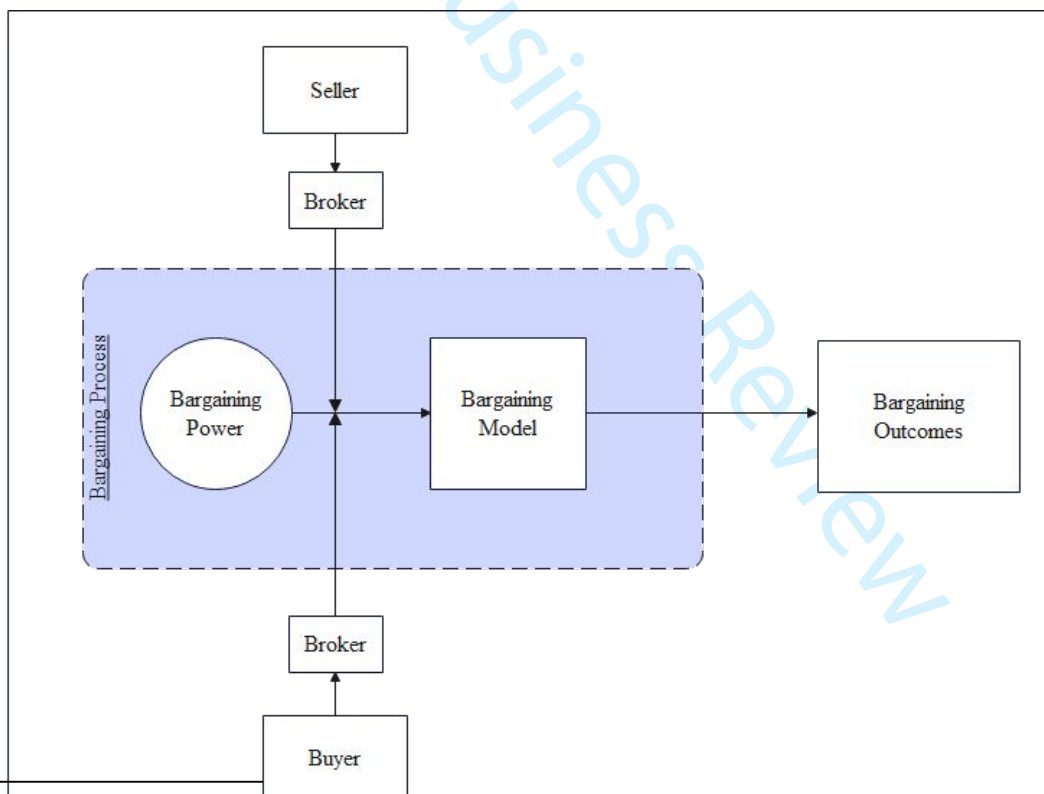 Seller
Broker
Bargaining Process
Bargaining
Power
Bargaining
Model
Bargaining
Outcomes
Broker
Buyer
usiness Review